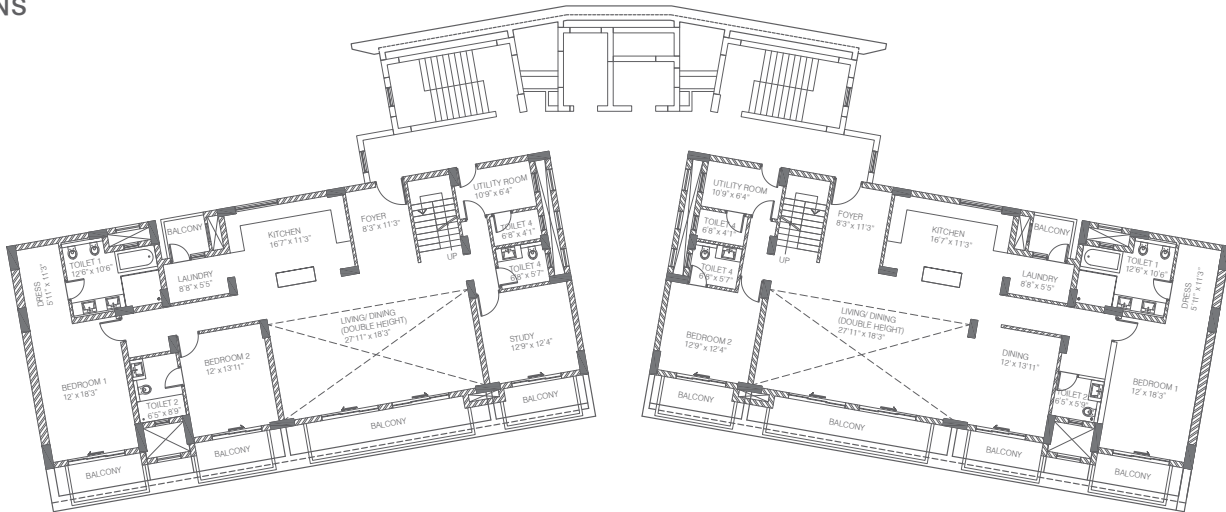 NS
UTILITY ROOM
10'9" x 6'4"
TOILET 4
6'8" x 4'1"
TOILET 4
6'8" x 5'7"
FOYER
8'3" x 11'3"
UP
KITCHEN
16'7" x 11'3"
BALCONY
LAUNDRY
8'8" x 5'5"
TOILET 1
12'6" x 10'6"
DRESS
5'11" x 11'3"
LIVING/ DINING
(DOUBLE HEIGHT)
27'11" x 18'3"
STUDY
12'9" x 12'4"
BEDROOM 2
12' x 13'11"
BEDROOM 1
12' x 18'3"
TOILET 2
6'5" x 8'9"
BALCONY
BALCONY
BALCONY
BALCONY
UTILITY ROOM
10'9" x 6'4"
TOILET 4
6'8" x 4'1"
TOILET 4
6'8" x 5'7"
UP
FOYER
8'3" x 11'3"
KITCHEN
16'7" x 11'3"
BALCONY
LAUNDRY
8'8" x 5'5"
TOILET 1
12'6" x 10'6"
DRESS
5'11" x 11'3"
BEDROOM 2
12'9" x 12'4"
LIVING/ DINING
(DOUBLE HEIGHT)
27'11" x 18'3"
DINING
12' x 13'11"
TOILET 2
6'5" x 5'9"
BEDROOM 1
12' x 18'3"
BALCONY
BALCONY
BALCONY
BALCONY